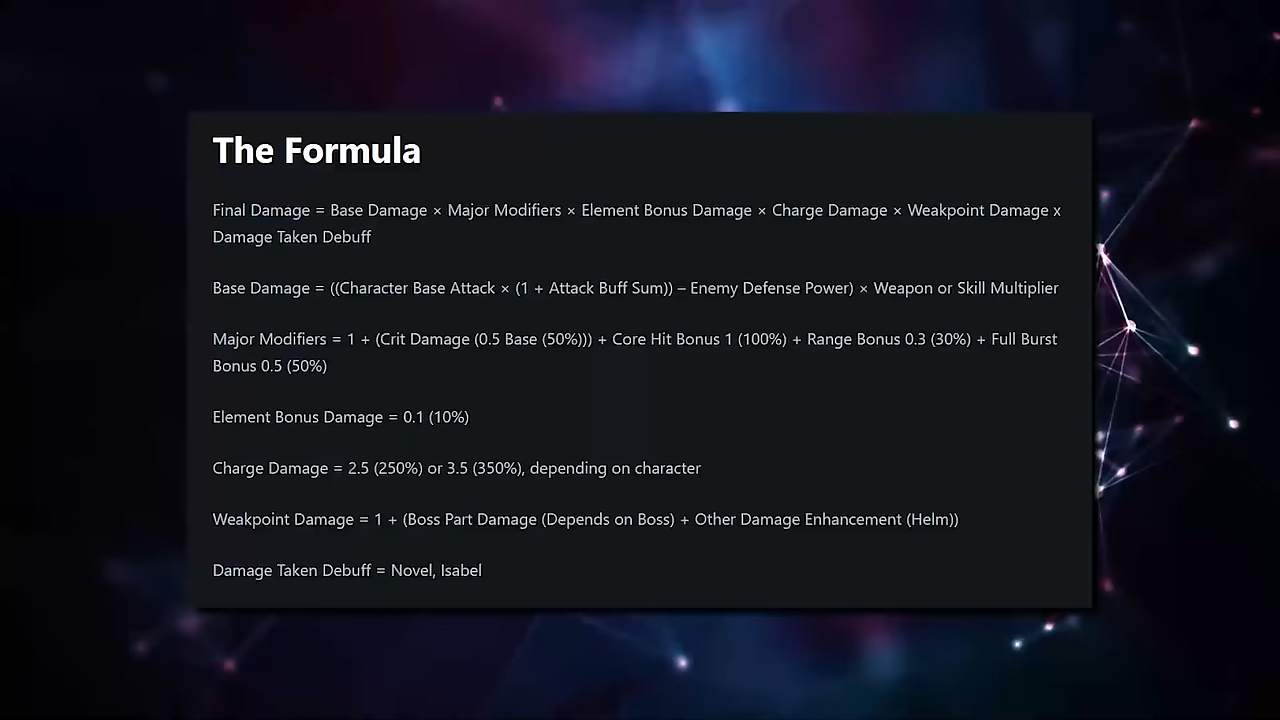 The Formula
Final Damage = Base Damage × Major Modifiers × Element Bonus Damage × Charge Damage × Weakpoint Damage x
Damage Taken Debuff
Base Damage = ((Character Base Attack × (1 + Attack Buff Sum)) – Enemy Defense Power) × Weapon or Skill Multiplier
Major Modifiers = 1 + (Crit Damage (0.5 Base (50%))) + Core Hit Bonus 1 (100%) + Range Bonus 0.3 (30%) + Full Burst
Bonus 0.5 (50%)
Element Bonus Damage = 0.1 (10%)
Charge Damage = 2.5 (250%) or 3.5 (350%), depending on character
Weakpoint Damage = 1 + (Boss Part Damage (Depends on Boss) + Other Damage Enhancement (Helm))
Damage Taken Debuff = Novel, Isabel